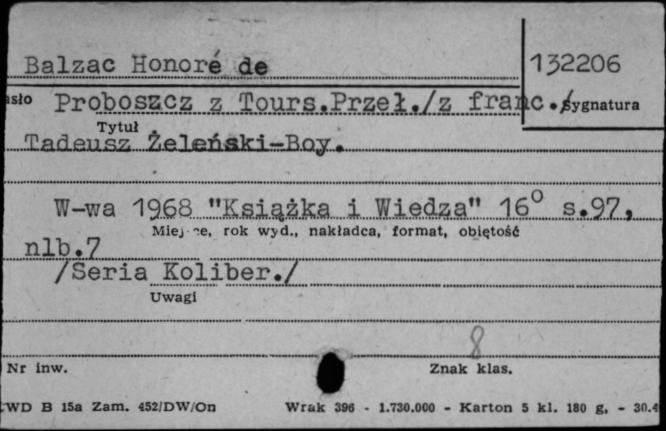 Balzac Honoré de
132206
asło Proboszcz z Tours.Przeł./z franc./
Sygnatura
Tytuł
Tadeusz Żeleński-Boy.
W-wa 1968 "Książka i Wiedza" 16° s.97,
Miejsce, rok wyd., nakładca, format, objętość
nlb.7
/Seria Koliber./
Uwagi
8
Nr inw.
Znak klas.
CWD B 15a Zam. 452/DW/On Wrak 396 - 1.730.000 - Karton 5 kl. 180 g, - 30.4